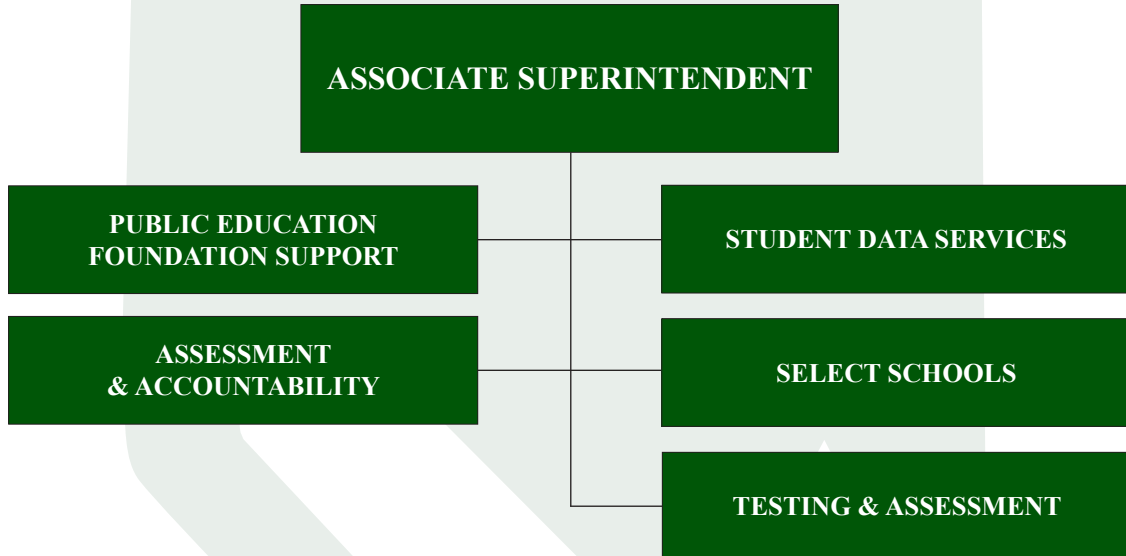 ASSOCIATE SUPERINTENDENT
PUBLIC EDUCATION
FOUNDATION SUPPORT
STUDENT DATA SERVICES
ASSESSMENT
& ACCOUNTABILITY
SELECT SCHOOLS
TESTING & ASSESSMENT